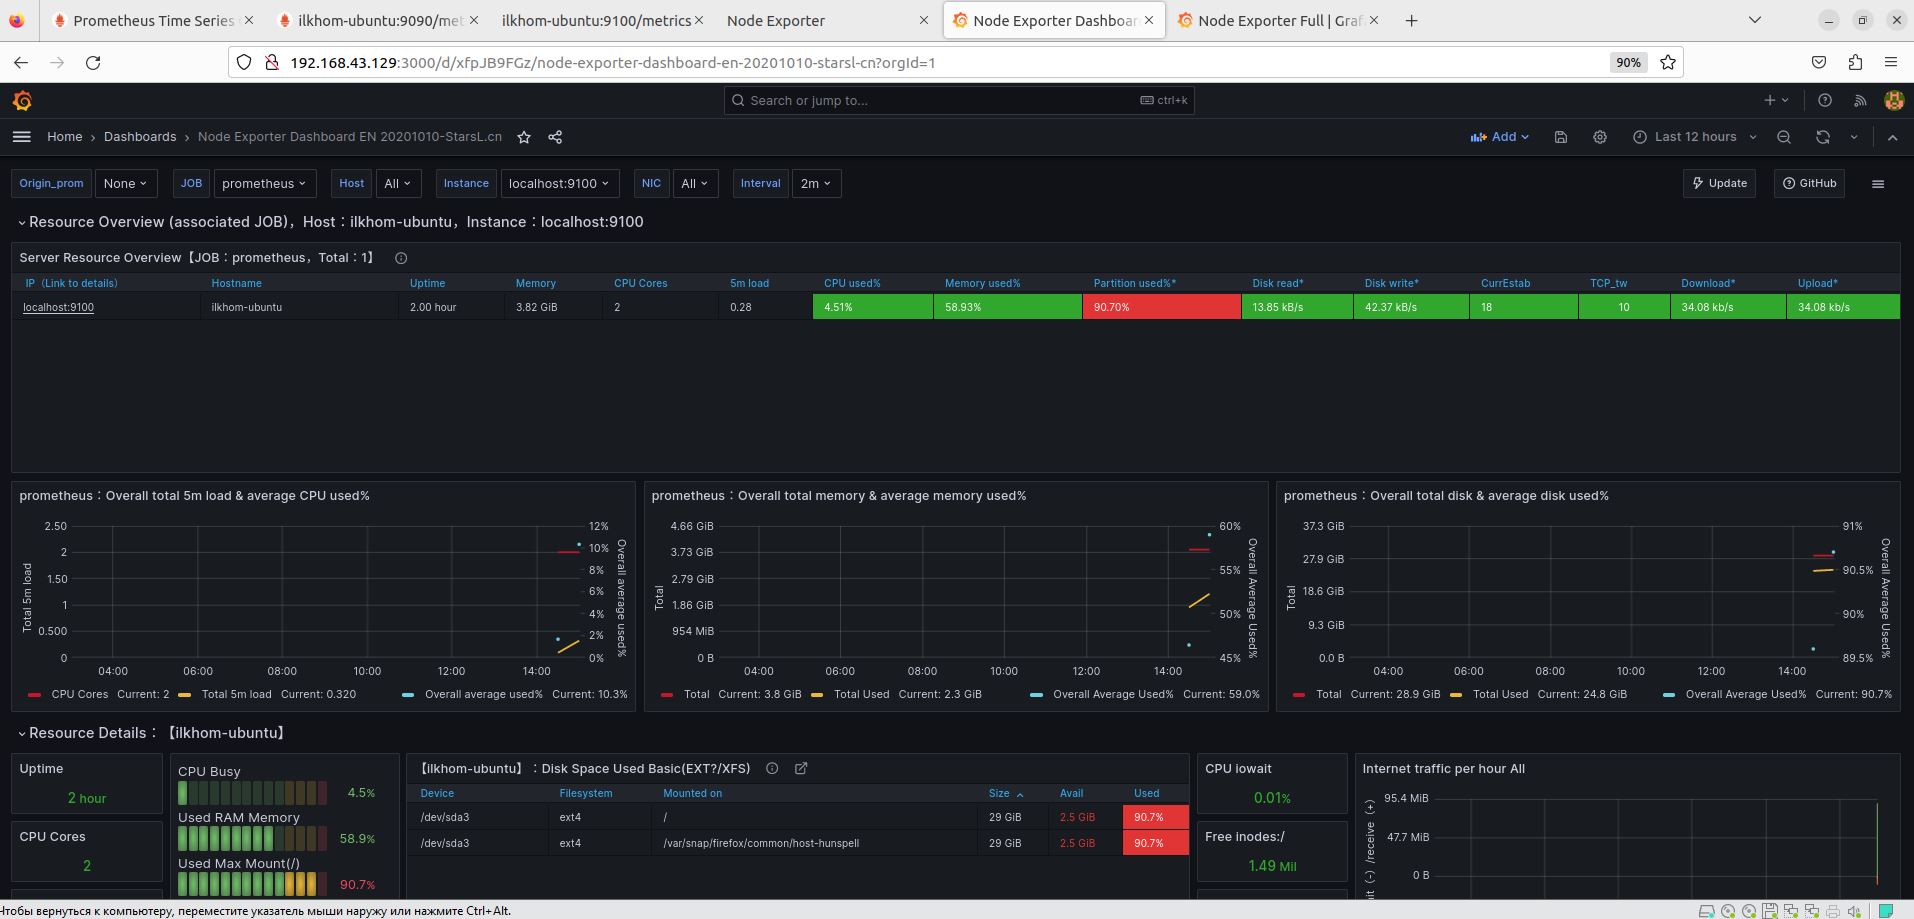 Prometheus Time Series
ilkhom-ubuntu:9090/met
ilkhom-ubuntu:9100/metrics
Node Exporter
Node Exporter Dashboar
Node Exporter Full | Graf
192.168.43.129:3000/d/xfpJB9FGz/node-exporter-dashboard-en-20201010-starsl-cn?orgId=1
90%
Search or jump to...
ctrl+k
Home › Dashboards › Node Exporter Dashboard EN 20201010-StarsL.cn
Add
Last 12 hours
Origin_prom None JOB prometheus Host All Instance localhost:9100 NIC All Interval 2m
Update
GitHub
Resource Overview (associated JOB)，Host：ilkhom-ubuntu，Instance：localhost:9100
Server Resource Overview【JOB：prometheus，Total：1】
IP（Link to details） Hostname Uptime Memory CPU Cores 5m load CPU used% Memory used% Partition used%* Disk read* Disk write* CurrEstab TCP_tw Download* Upload*
localhost:9100 ilkhom-ubuntu 2.00 hour 3.82 GiB 2 0.28 4.51% 58.93% 90.70% 13.85 kB/s 42.37 kB/s 18 10 34.08 kb/s 34.08 kb/s
prometheus：Overall total 5m load & average CPU used%
Total 5m load
2.50
2
1.50
1
0.500
0
12%
10%
8%
6%
4%
2%
0%
Overall average used%
04:00 06:00 08:00 10:00 12:00 14:00
CPU Cores Current: 2 Total 5m load Current: 0.320 Overall average used% Current: 10.3%
prometheus：Overall total memory & average memory used%
Total
4.66 GiB
3.73 GiB
2.79 GiB
1.86 GiB
954 MiB
0 B
60%
55%
50%
45%
Overall Average Used%
04:00 06:00 08:00 10:00 12:00 14:00
Total Current: 3.8 GiB Total Used Current: 2.3 GiB Overall Average Used% Current: 59.0%
prometheus：Overall total disk & average disk used%
Total
37.3 GiB
27.9 GiB
18.6 GiB
9.3 GiB
0.0 B
91%
90.5%
90%
89.5%
Overall Average Used%
04:00 06:00 08:00 10:00 12:00 14:00
Total Current: 28.9 GiB Total Used Current: 24.8 GiB Overall Average Used% Current: 90.7%
Resource Details：【ilkhom-ubuntu】
Uptime
2 hour
CPU Cores
2
CPU Busy
4.5%
Used RAM Memory
58.9%
Used Max Mount(/)
90.7%
【ilkhom-ubuntu】：Disk Space Used Basic(EXT?/XFS)
Device Filesystem Mounted on Size Avail Used
/dev/sda3 ext4 / 29 GiB 2.5 GiB 90.7%
/dev/sda3 ext4 /var/snap/firefox/common/host-hunspell 29 GiB 2.5 GiB 90.7%
CPU iowait
0.01%
Free inodes:/
1.49 Mil
Internet traffic per hour All
(-) /receive (+)
95.4 MiB
47.7 MiB
0 B
Чтобы вернуться к компьютеру, переместите указатель мыши наружу или нажмите Ctrl+Alt.